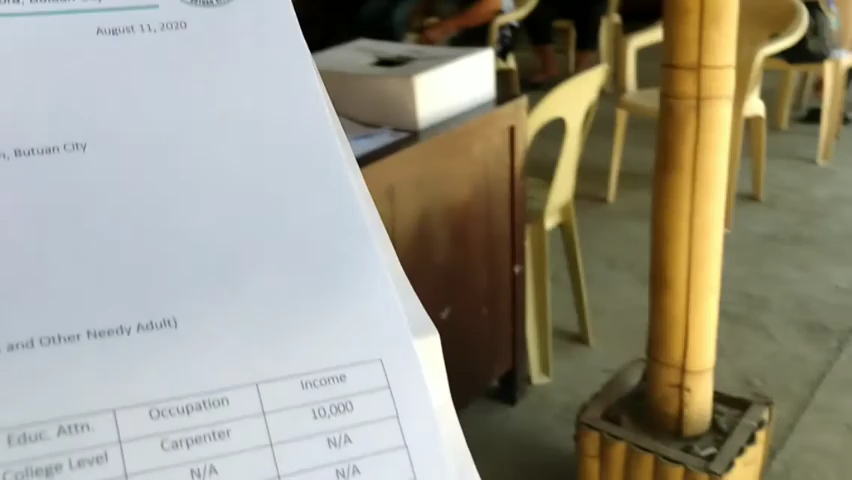 August 11, 2020
, Butuan City
and Other Needy Adult)
Educ. Attn. Occupation Income
College Level Carpenter 10,000
N/A N/A
N/A